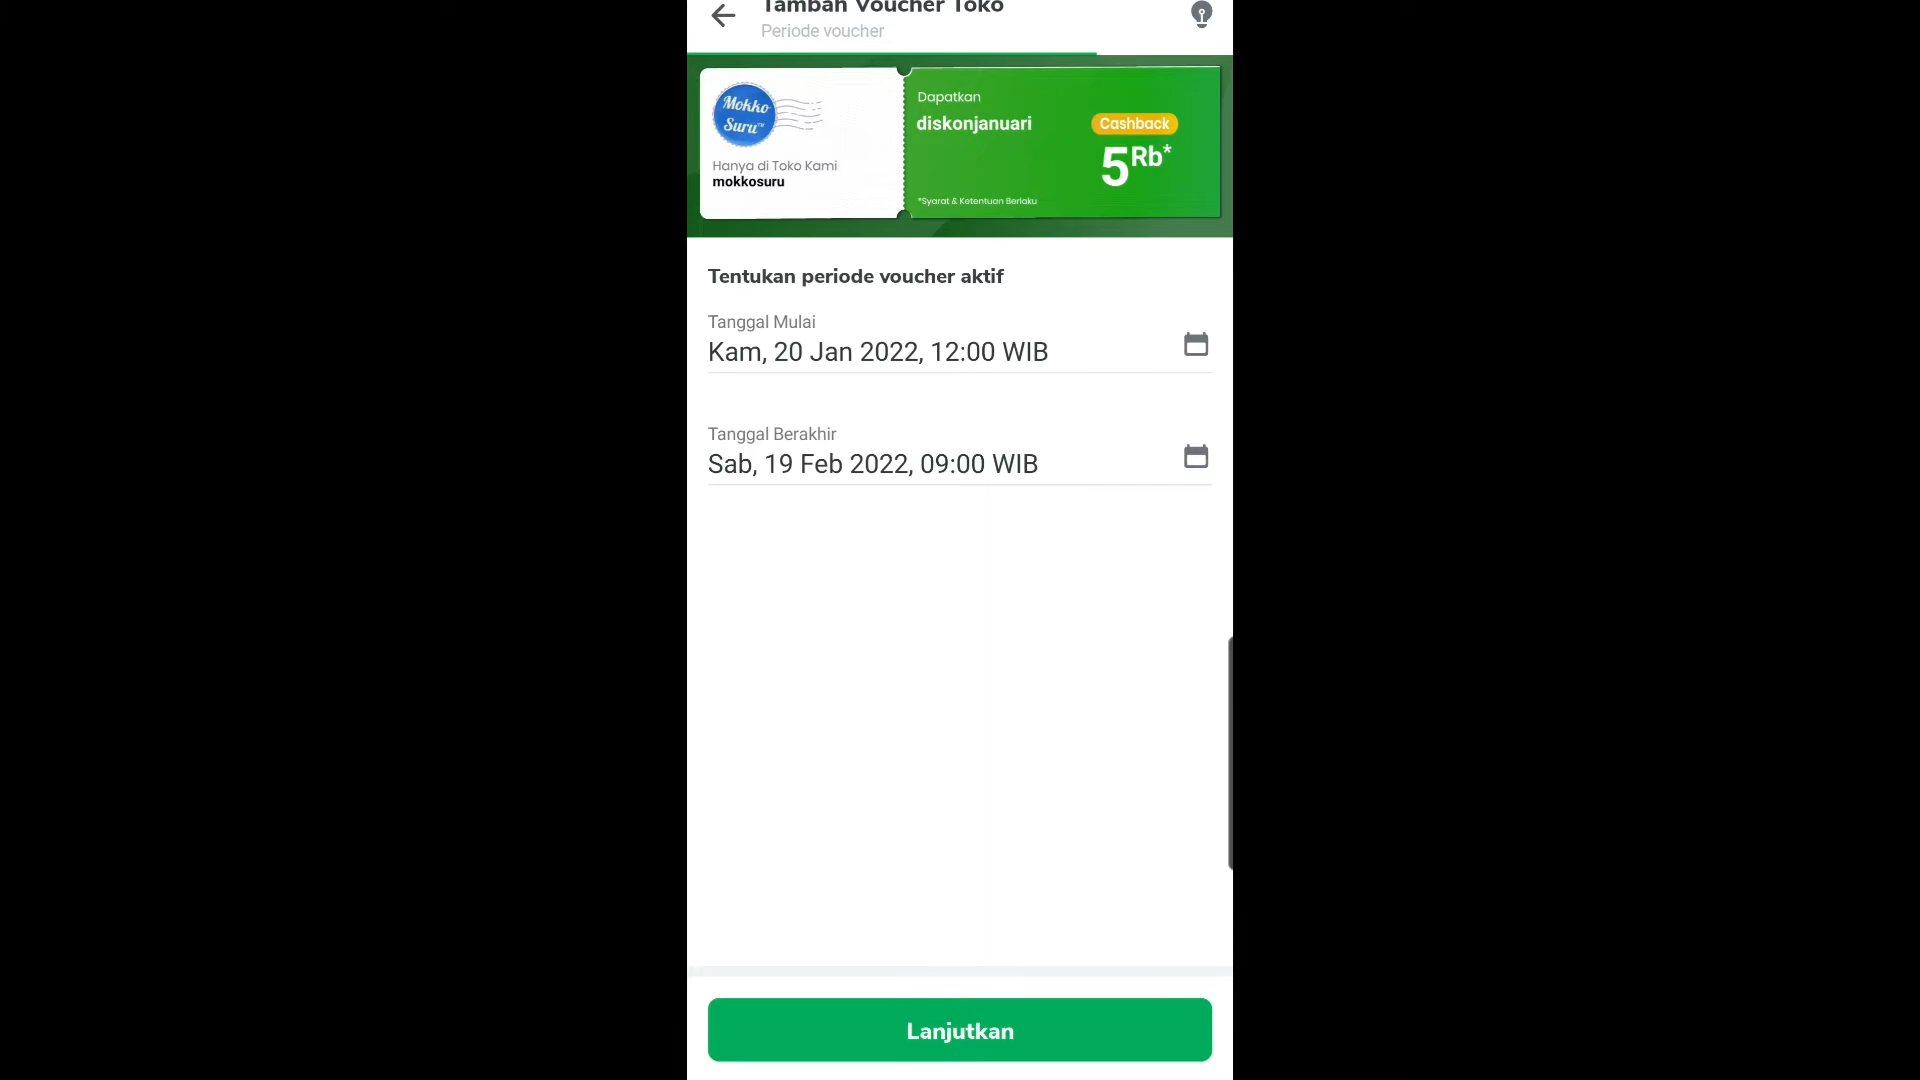 Tambah Voucher Toko
Periode voucher
Mokko
Suru™
Hanya di Toko Kami
mokkosuru
Dapatkan
diskonjanuari
*Syarat & Ketentuan Berlaku
Cashback
5Rb*
Tentukan periode voucher aktif
Tanggal Mulai
Kam, 20 Jan 2022, 12:00 WIB
Tanggal Berakhir
Sab, 19 Feb 2022, 09:00 WIB
Lanjutkan